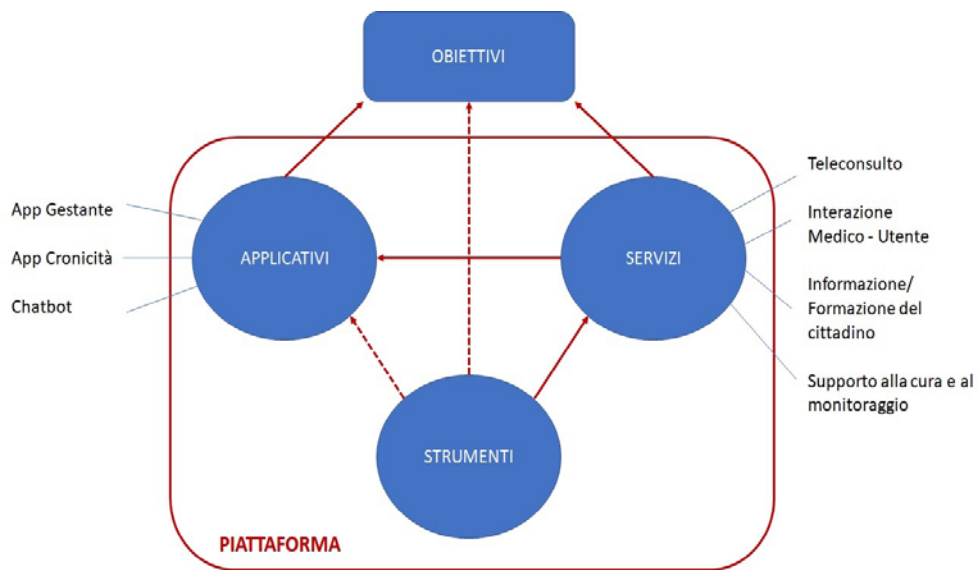 OBIETTIVI
App Gestante
App Cronicità
Chatbot
APPLICATIVI
SERVIZI
Teleconsulto
Interazione
Medico - Utente
Informazione/
Formazione del
cittadino
Supporto alla cura e al
monitoraggio
STRUMENTI
PIATTAFORMA